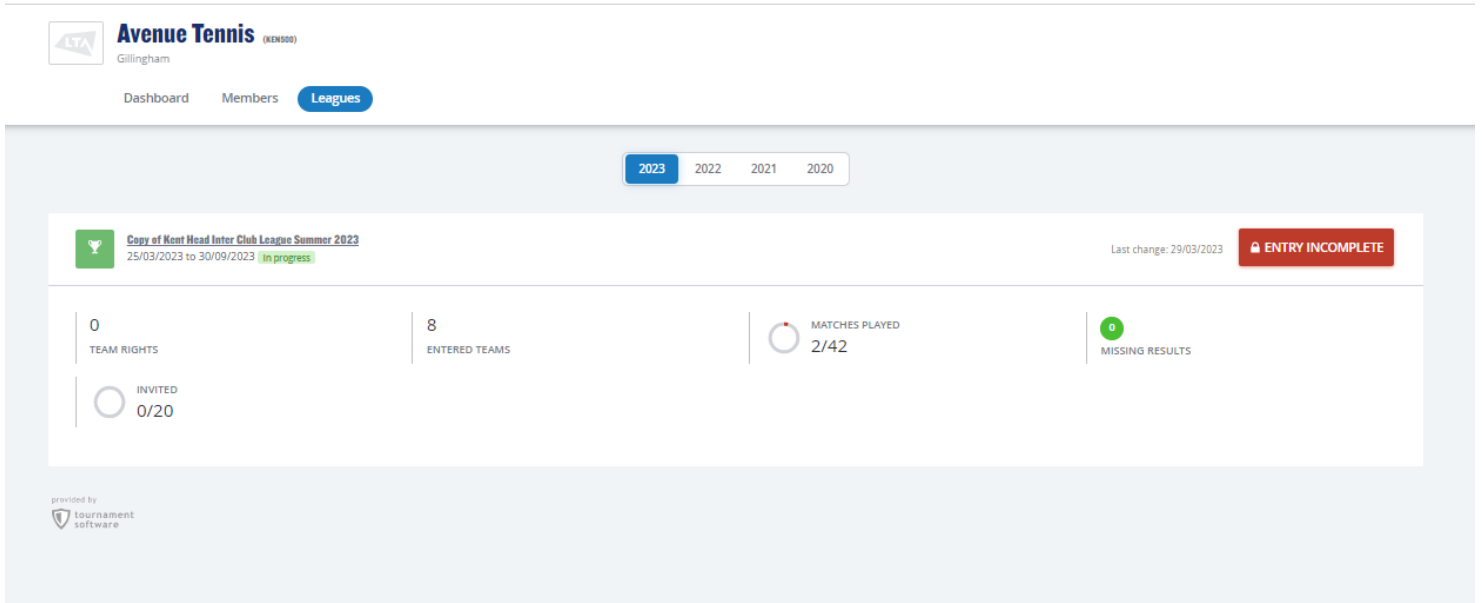 LTA
Avenue Tennis (KEN500)
Gillingham
Dashboard Members Leagues
2023 2022 2021 2020
Copy of Kent Head Inter Club League Summer 2023
25/03/2023 to 30/09/2023 In progress
Last change: 29/03/2023
ENTRY INCOMPLETE
0
TEAM RIGHTS
8
ENTERED TEAMS
MATCHES PLAYED
2/42
0
MISSING RESULTS
INVITED
0/20
provided by
tournament
software